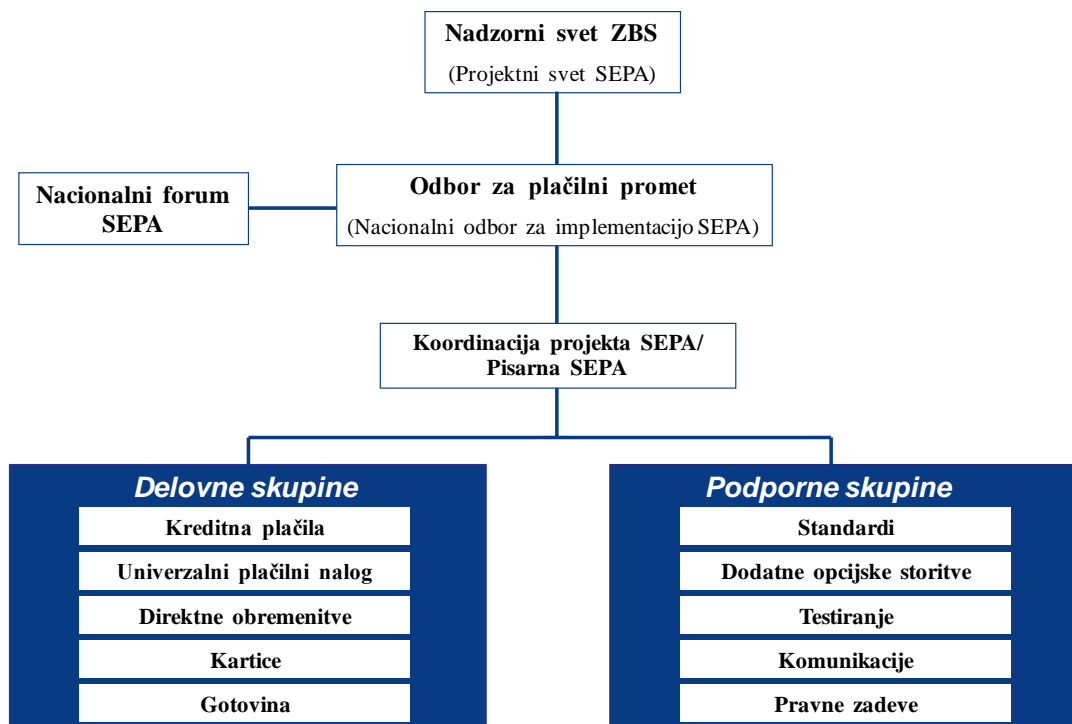 Nadzorni svet ZBS
(Projektni svet SEPA)
Nacionalni forum
SEPA
Odbor za plačilni promet
(Nacionalni odbor za implementacijo SEPA)
Koordinacija projekta SEPA/
Pisarna SEPA
Delovne skupine
Kreditna plačila
Univerzalni plačilni nalog
Direktne obremenitve
Kartice
Gotovina
Podporne skupine
Standardi
Dodatne opcijske storitve
Testiranje
Komunikacije
Pravne zadeve